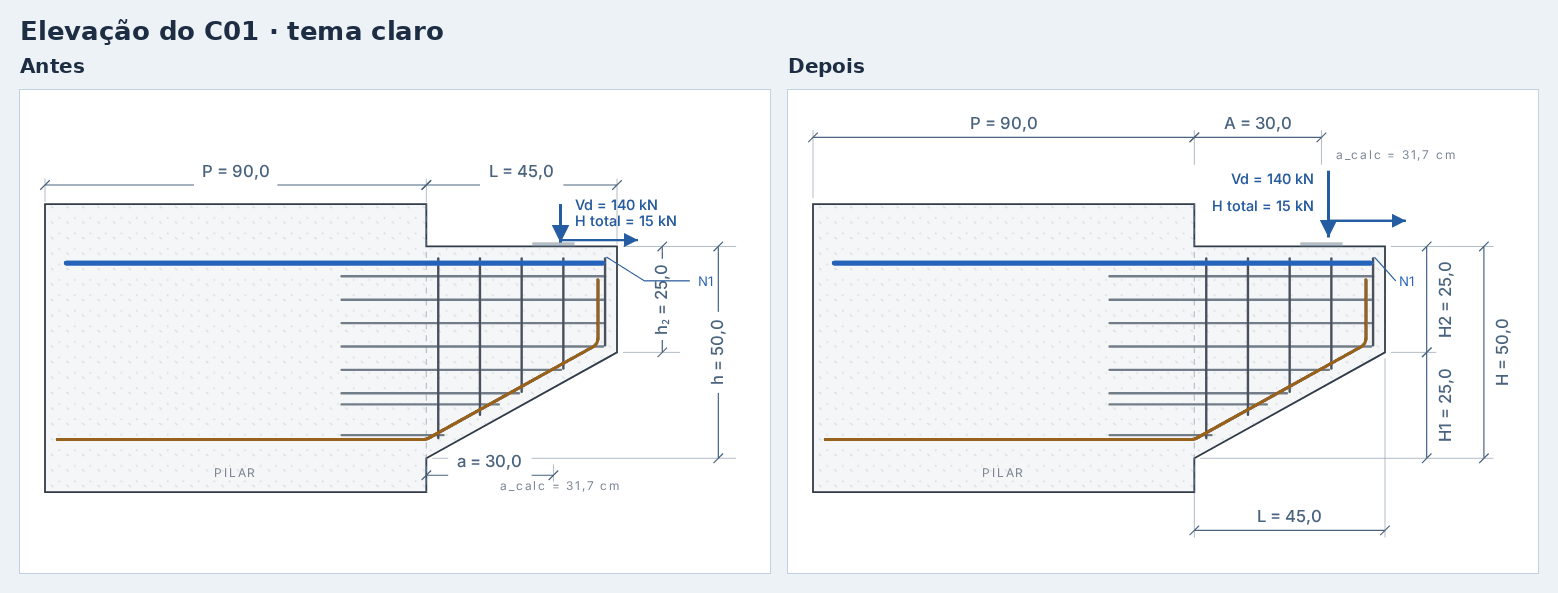 Elevação do C01 · tema claro
Antes
P = 90,0
L = 45,0
Vd = 140 kN
H total = 15 kN
N1
h₂ = 25,0
h = 50,0
a = 30,0
a_calc = 31,7 cm
PILAR
Depois
P = 90,0
A = 30,0
a_calc = 31,7 cm
Vd = 140 kN
H total = 15 kN
N1
H2 = 25,0
H = 50,0
H1 = 25,0
PILAR
L = 45,0